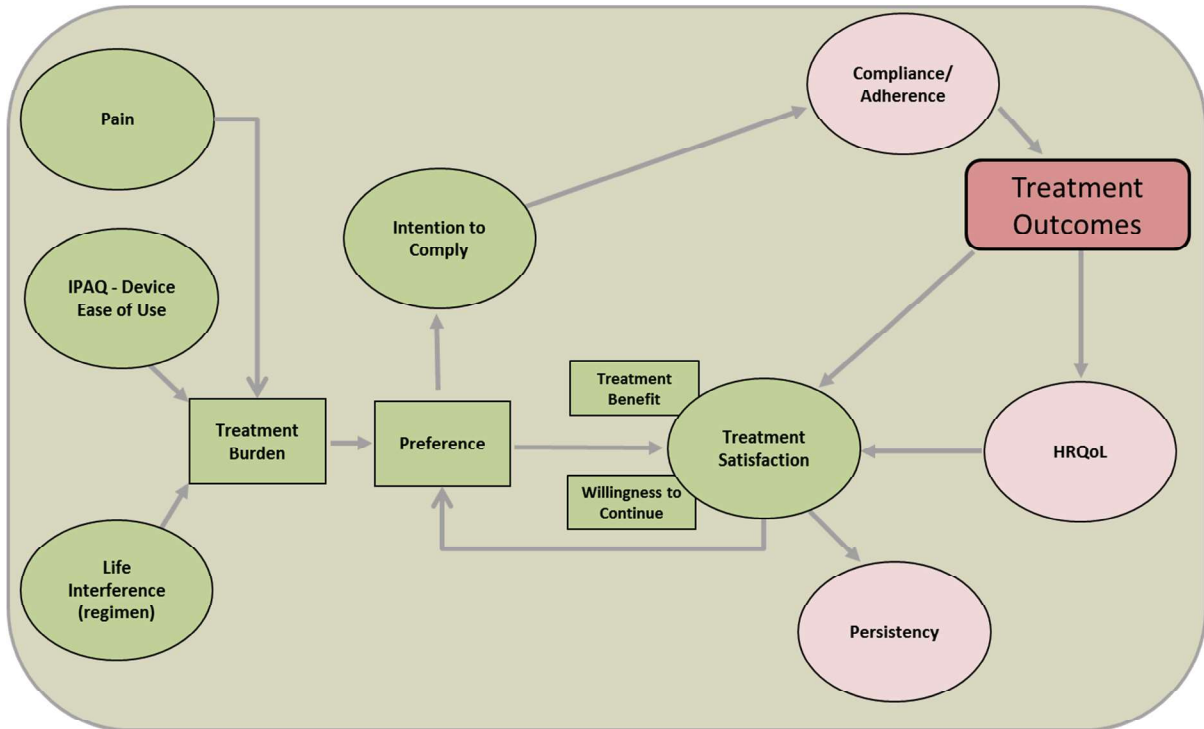 Pain
IPAQ - Device
Ease of Use
Life
Interference
(regimen)
Treatment
Burden
Preference
Intention to
Comply
Treatment
Benefit
Willingness to
Continue
Treatment
Satisfaction
Compliance/
Adherence
Treatment
Outcomes
HRQoL
Persistency